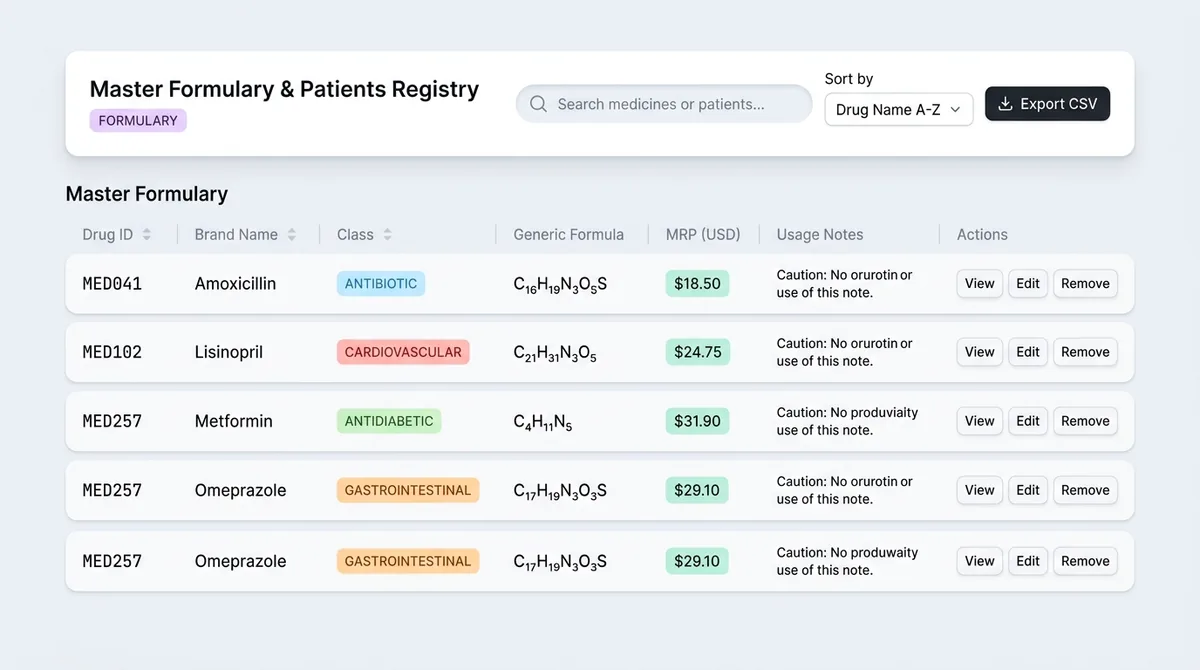 Master Formulary & Patients Registry
FORMULARY
Search medicines or patients...
Sort by
Drug Name A-Z
Export CSV
Master Formulary
Drug ID Brand Name Class Generic Formula MRP (USD) Usage Notes Actions
MED041 Amoxicillin ANTIBIOTIC C₁₆H₁₉N₃O₅S $18.50 Caution: No orurotin or View Edit Remove
use of this note.
MED102 Lisinopril CARDIOVASCULAR C₂₁H₃₁N₃O₅ $24.75 Caution: No orurotin or View Edit Remove
use of this note.
MED257 Metformin ANTIDIABETIC C₄H₁₁N₅ $31.90 Caution: No produvialty View Edit Remove
use of this note.
MED257 Omeprazole GASTROINTESTINAL C₁₇H₁₉N₃O₃S $29.10 Caution: No orurotin or View Edit Remove
use of this note.
MED257 Omeprazole GASTROINTESTINAL C₁₇H₁₉N₃O₃S $29.10 Caution: No produwaity View Edit Remove
use of this note.